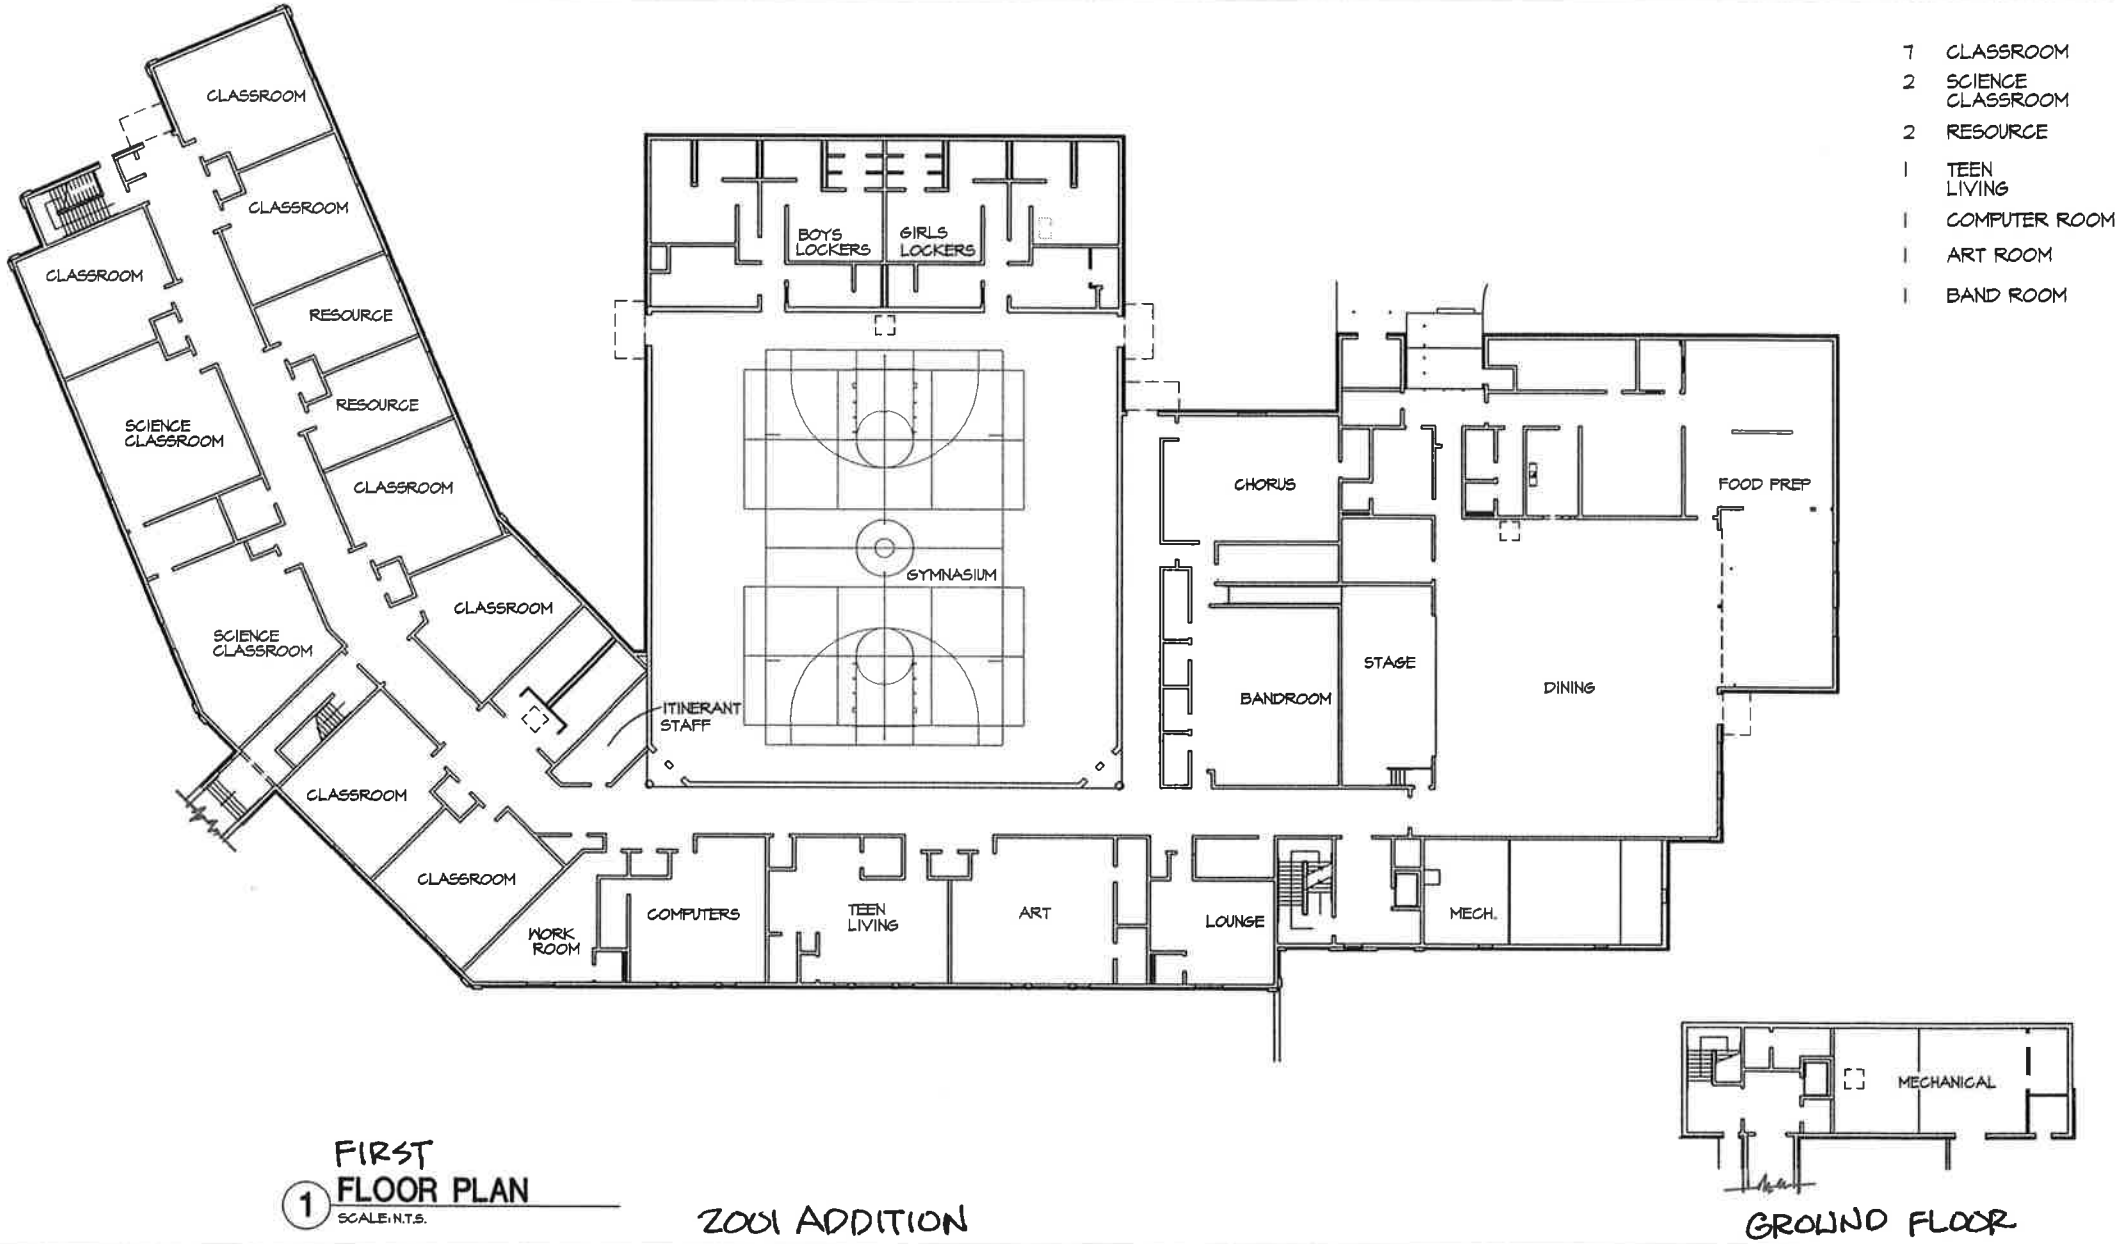 CLASSROOM
CLASSROOM
CLASSROOM
RESOURCE
RESOURCE
SCIENCE
CLASSROOM
CLASSROOM
CLASSROOM
SCIENCE
CLASSROOM
CLASSROOM
CLASSROOM
WORK
ROOM
COMPUTERS
TEEN
LIVING
ART
LOUNGE
MECH.
ITINERANT
STAFF
BOYS
LOCKERS
GIRLS
LOCKERS
GYMNASIUM
CHORUS
BANDROOM
STAGE
DINING
FOOD PREP
7 CLASSROOM
2 SCIENCE
CLASSROOM
2 RESOURCE
1 TEEN
LIVING
1 COMPUTER ROOM
1 ART ROOM
1 BAND ROOM
MECHANICAL
GROUND FLOOR
FIRST
1 FLOOR PLAN
SCALE: N.T.S.
2001 ADDITION